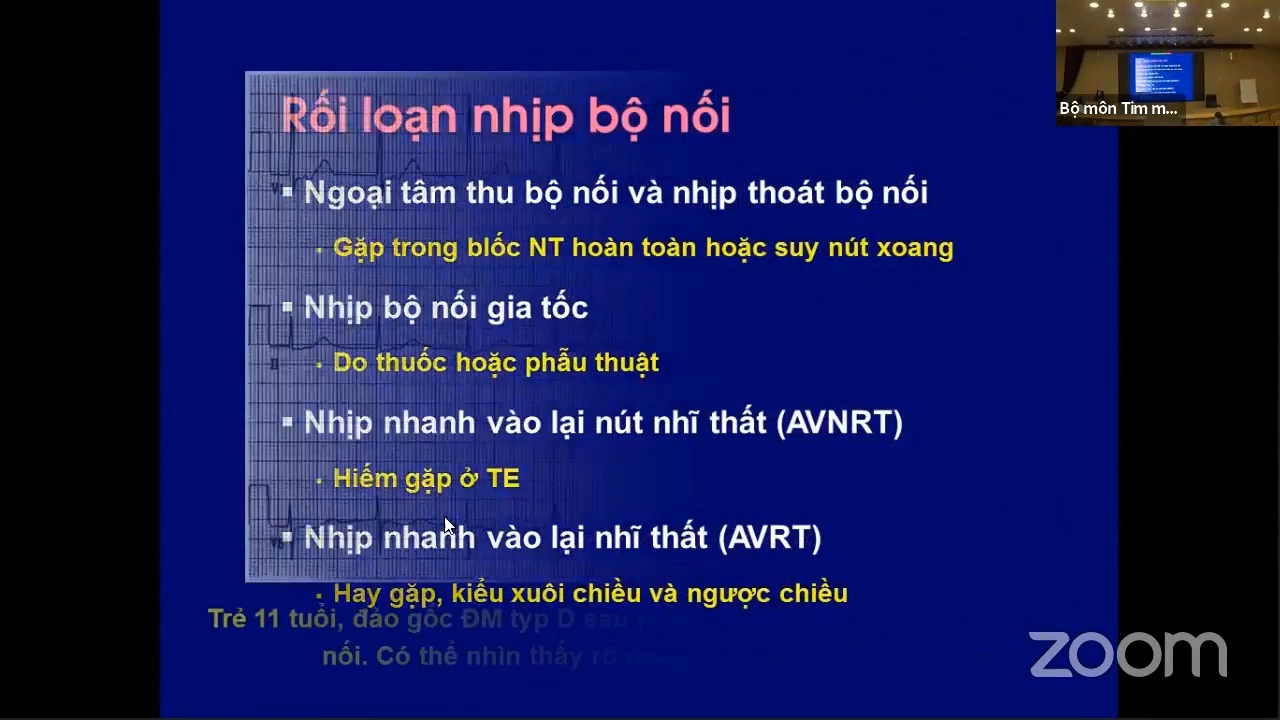 Bộ môn Tim m...
Rối loạn nhịp bộ nối
Ngoại tâm thu bộ nối và nhịp thoát bộ nối
Gặp trong blốc NT hoàn toàn hoặc suy nút xoang
Nhịp bộ nối gia tốc
Do thuốc hoặc phẫu thuật
Nhịp nhanh vào lại nút nhĩ thất (AVNRT)
Hiếm gặp ở TE
Nhịp nhanh vào lại nhĩ thất (AVRT)
Hay gặp, kiểu xuôi chiều và ngược chiều
Trẻ 11 tuổi, đảo gốc ĐM typ D sau
nối. Có thể nhìn thấy rõ
zoom